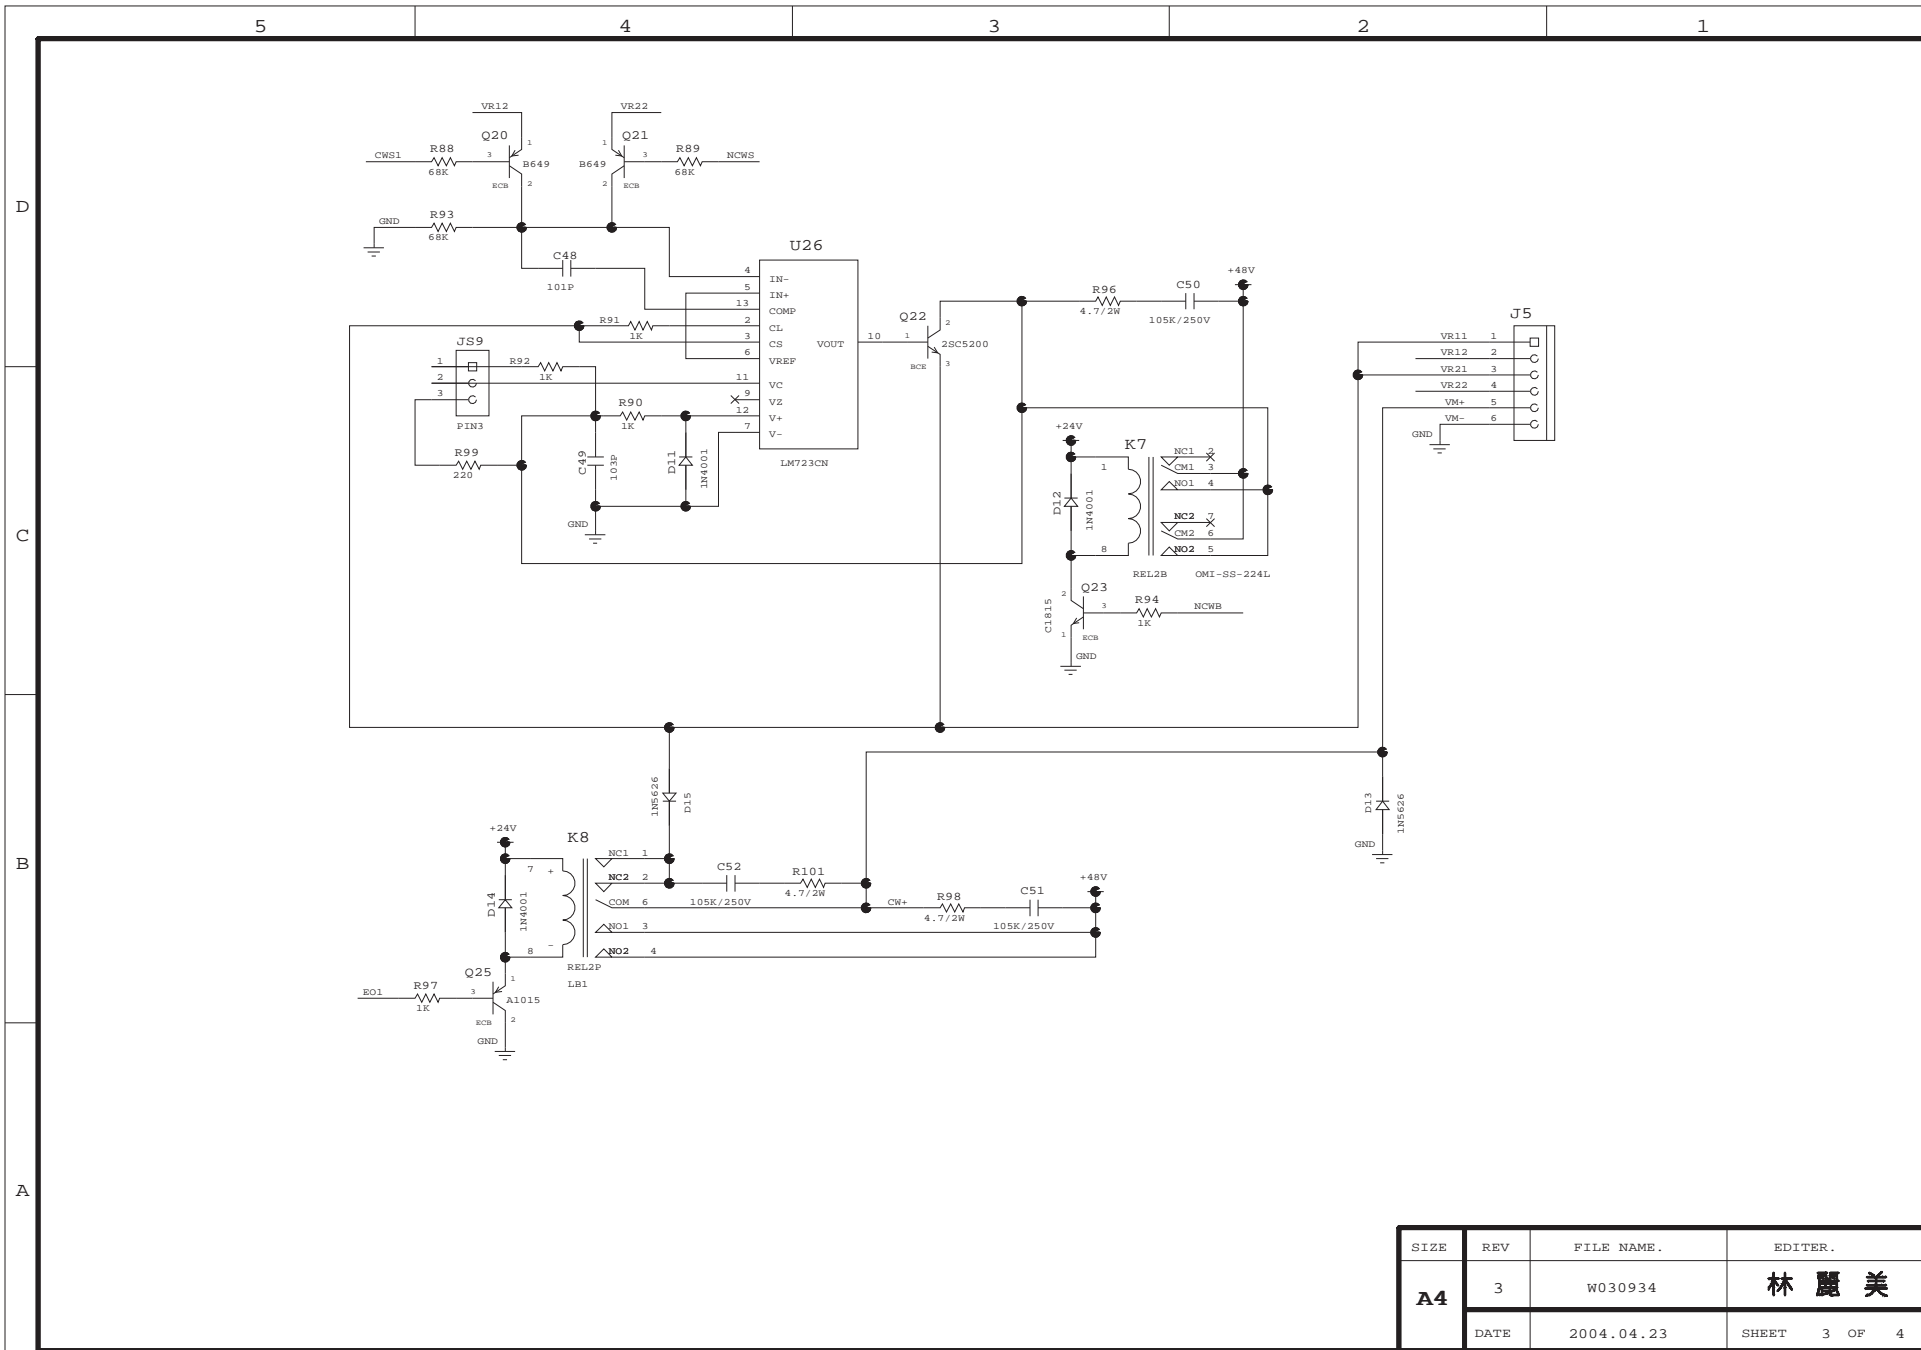 5 4 3 2 1
D
C
B
A
VR12
VR22
Q20
Q21
1
1
CWS1
R88
68K
3
B649
B649
3
R89
68K
NCWS
ECB
2
2
ECB
GND
R93
68K
C48
101P
U26
4 IN-
5 IN+
13 COMP
2 CL
3 CS
6 VREF
11 VC
9 VZ
12 V+
7 V-
VOUT 10
LM723CN
R91
1K
JS9
1
2
3
PIN3
R92
1K
R90
1K
R99
220
C49
103P
D11
1N4001
GND
Q22
1
2
2SC5200
BCE
3
R96
4.7/2W
C50
105K/250V
+48V
J5
VR11 1
VR12 2
VR21 3
VR22 4
VM+ 5
VM- 6
GND
+24V
K7
1
8
D12
1N4001
NC1 2
CM1 3
NO1 4
NC2 7
CM2 6
NO2 5
REL2B
OMI-SS-224L
Q23
C1815
2
3
1
ECB
R94
1K
NCWB
GND
1N5626
D15
D13
1N5626
GND
+24V
K8
7 +
8 -
D14
1N4001
NC1 1
NC2 2
COM 6
NO1 3
NO2 4
REL2P
LB1
C52
105K/250V
R101
4.7/2W
CW+
R98
4.7/2W
C51
105K/250V
+48V
Q25
EO1
R97
1K
3
1
A1015
ECB
2
GND
SIZE REV FILE NAME. EDITER.
A4 3 W030934 林 麗 美
DATE 2004.04.23 SHEET 3 OF 4